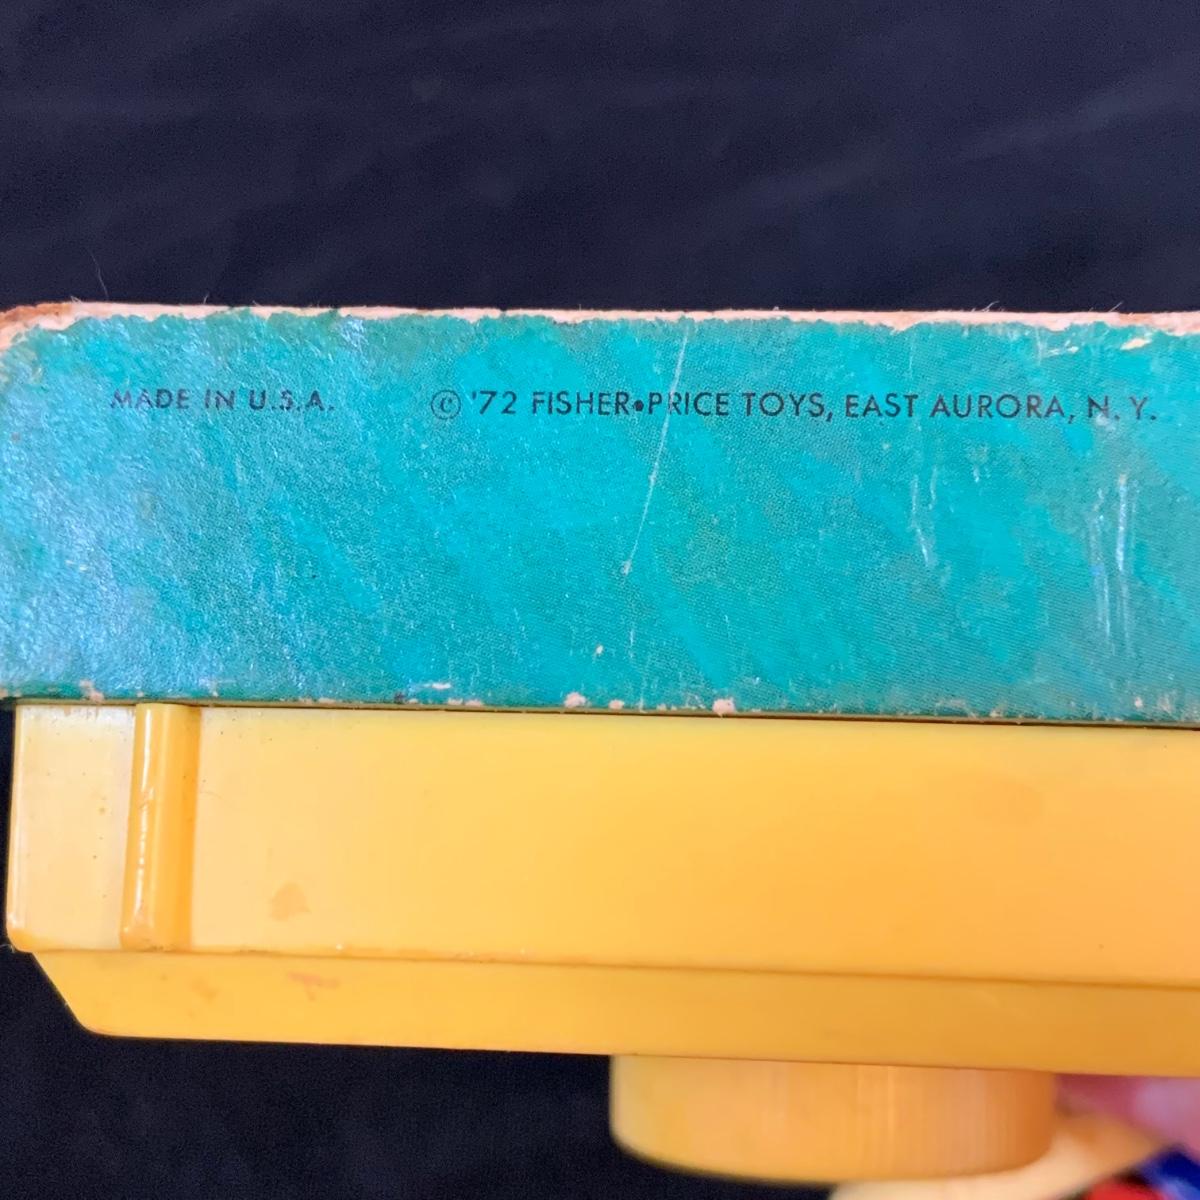 MADE IN U.S.A. © '72 FISHER•PRICE TOYS, EAST AURORA, N. Y.